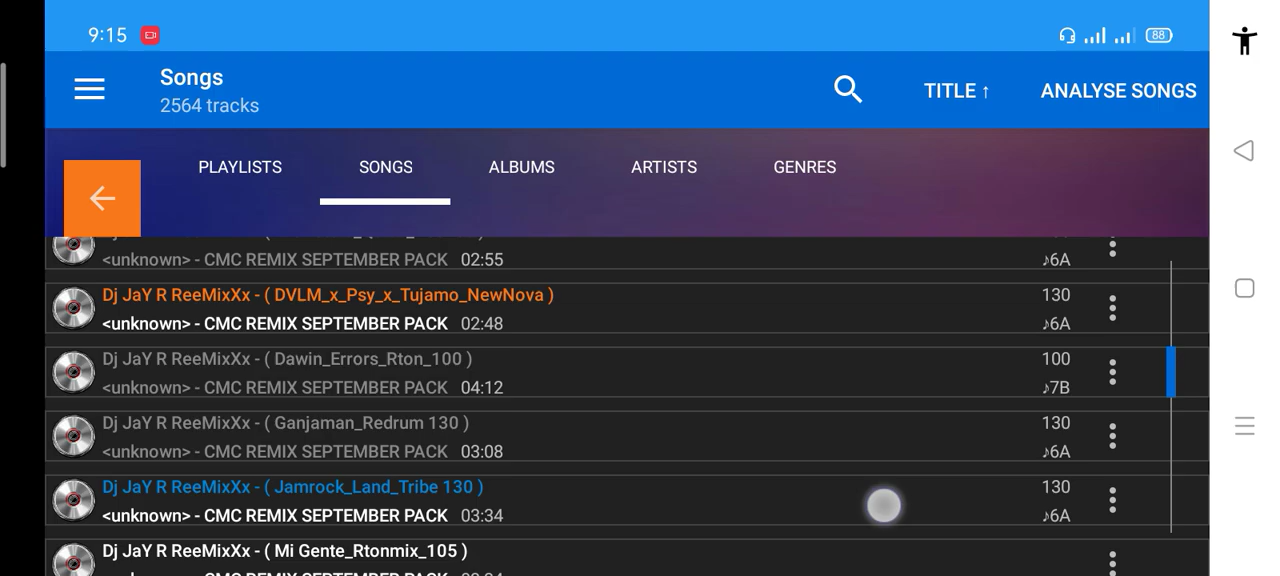 9:15
88
Songs
2564 tracks
TITLE ↑
ANALYSE SONGS
PLAYLISTS
SONGS
ALBUMS
ARTISTS
GENRES
<unknown> - CMC REMIX SEPTEMBER PACK 02:55
♪6A
Dj JaY R ReeMixXx - ( DVLM_x_Psy_x_Tujamo_NewNova )
130
<unknown> - CMC REMIX SEPTEMBER PACK 02:48
♪6A
Dj JaY R ReeMixXx - ( Dawin_Errors_Rton_100 )
100
<unknown> - CMC REMIX SEPTEMBER PACK 04:12
♪7B
Dj JaY R ReeMixXx - ( Ganjaman_Redrum 130 )
130
<unknown> - CMC REMIX SEPTEMBER PACK 03:08
♪6A
Dj JaY R ReeMixXx - ( Jamrock_Land_Tribe 130 )
130
<unknown> - CMC REMIX SEPTEMBER PACK 03:34
♪6A
Dj JaY R ReeMixXx - ( Mi Gente_Rtonmix_105 )